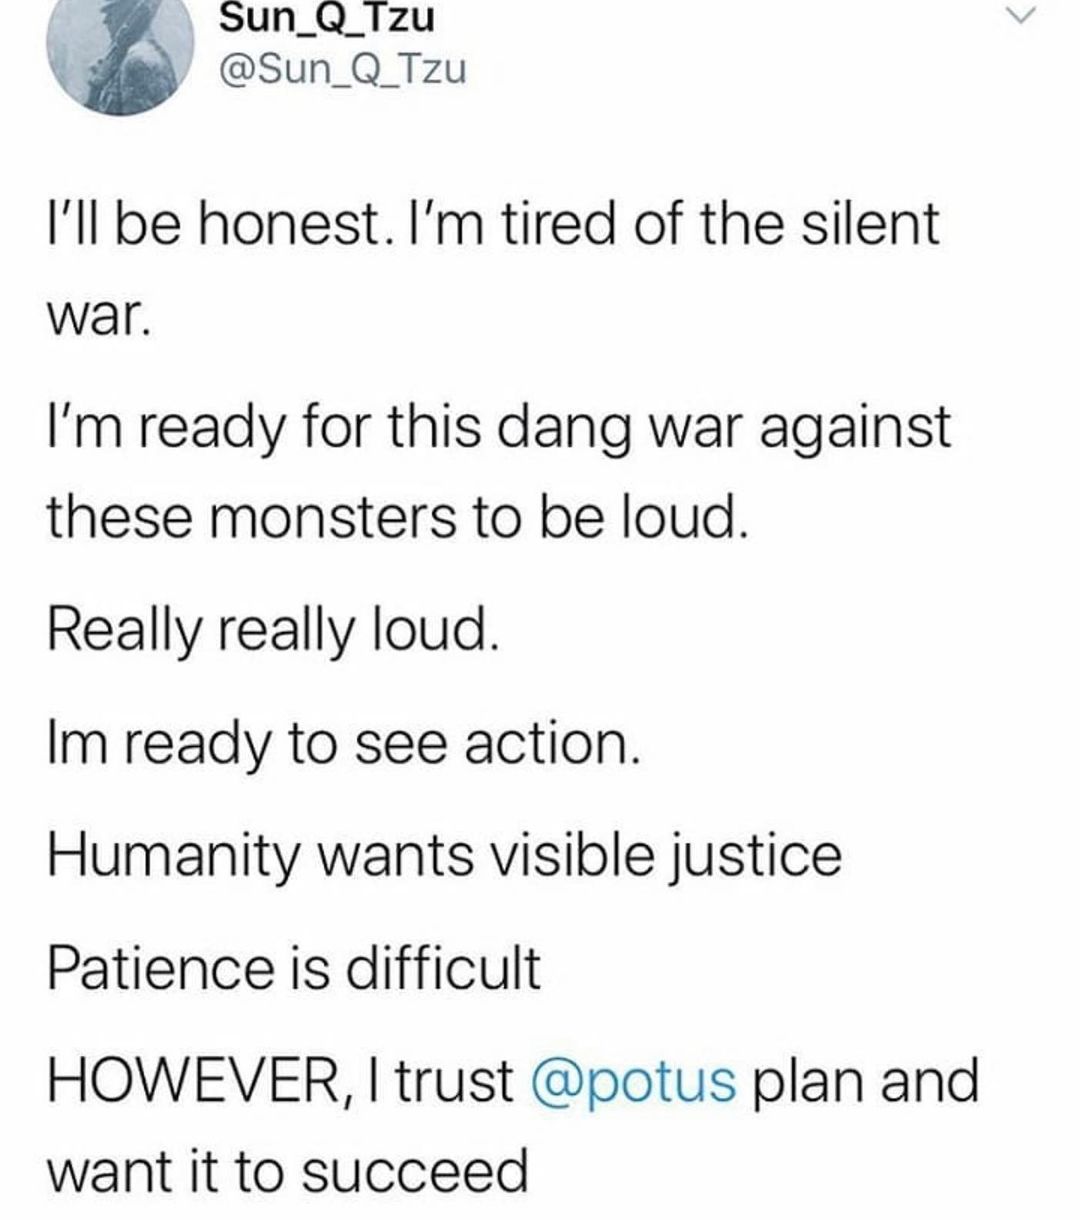 Sun_Q_Tzu
@Sun_Q_Tzu
I'll be honest. I'm tired of the silent
war.
I'm ready for this dang war against
these monsters to be loud.
Really really loud.
Im ready to see action.
Humanity wants visible justice
Patience is difficult
HOWEVER, I trust @potus plan and
want it to succeed